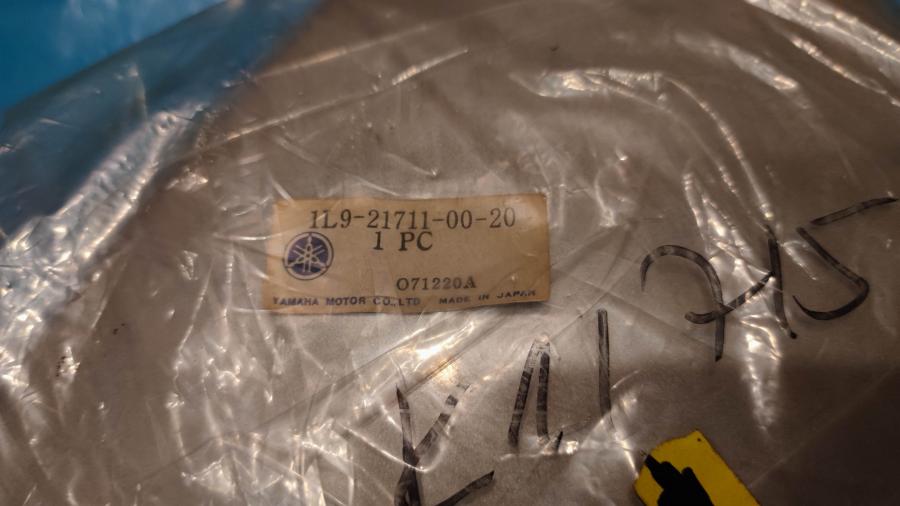 1L9-21711-00-20
1 PC
O71220A
YAMAHA MOTOR CO.,LTD MADE IN JAPAN